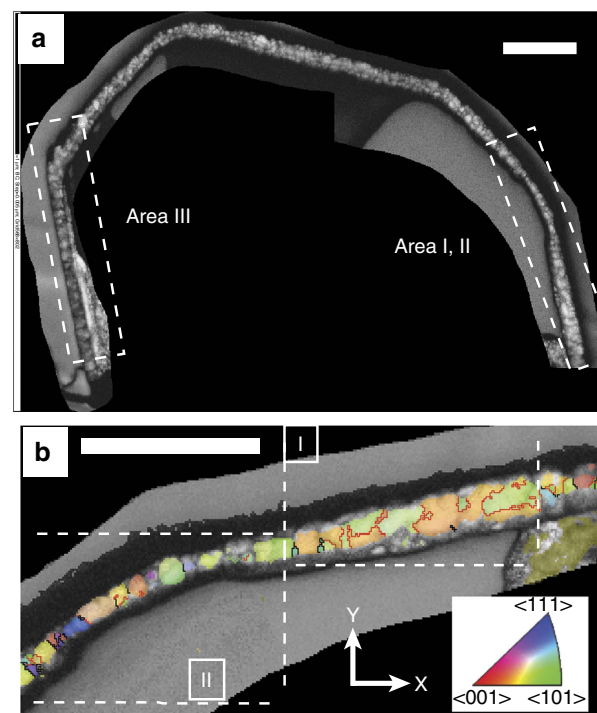 a
Area III
Area I, II
b
I
II
Y
X
<111>
<001>
<101>